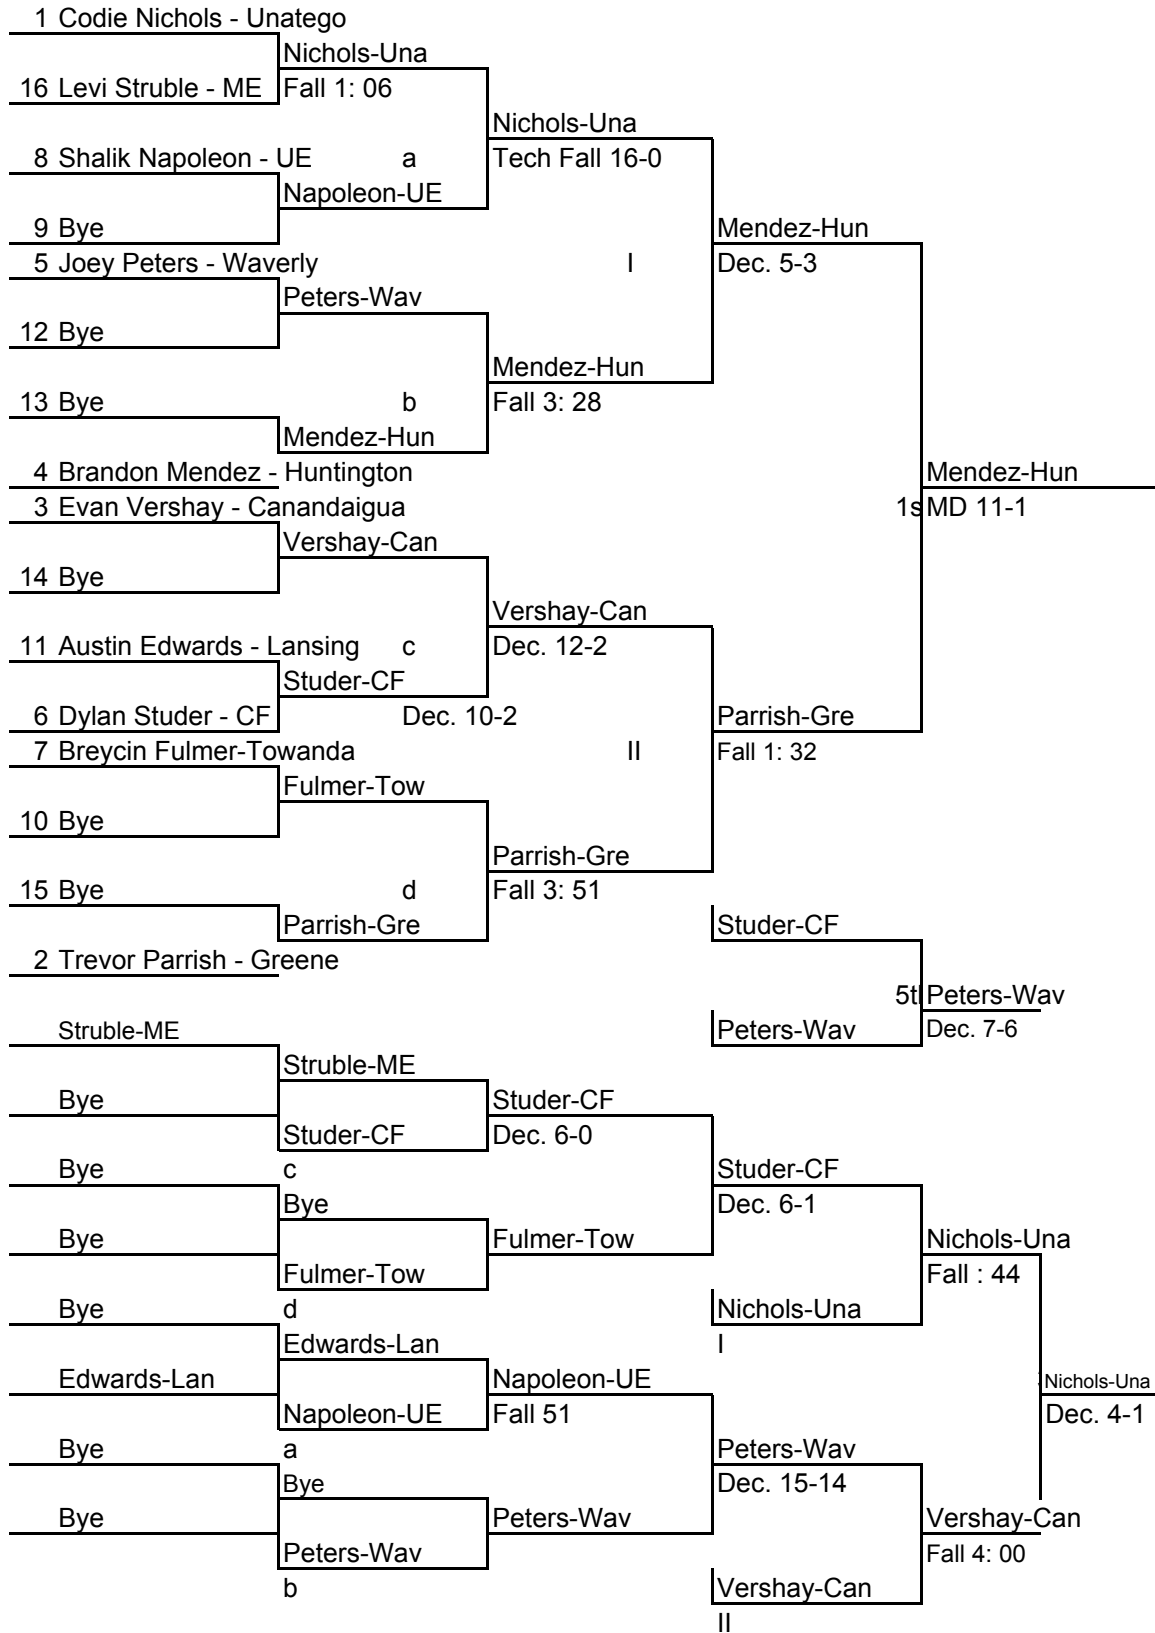 1 Codie Nichols - Unatego
Nichols-Una
16 Levi Struble - ME Fall 1: 06
Nichols-Una
8 Shalik Napoleon - UE a Tech Fall 16-0
Napoleon-UE
9 Bye Mendez-Hun
5 Joey Peters - Waverly I Dec. 5-3
Peters-Wav
12 Bye
Mendez-Hun
13 Bye b Fall 3: 28
Mendez-Hun
4 Brandon Mendez - Huntington Mendez-Hun
3 Evan Vershay - Canandaigua 1s MD 11-1
Vershay-Can
14 Bye
Vershay-Can
11 Austin Edwards - Lansing c Dec. 12-2
Studer-CF
6 Dylan Studer - CF Dec. 10-2 Parrish-Gre
7 Breycin Fulmer-Towanda II Fall 1: 32
Fulmer-Tow
10 Bye
Parrish-Gre
15 Bye d Fall 3: 51
Parrish-Gre Studer-CF
2 Trevor Parrish - Greene
5t Peters-Wav
Struble-ME Peters-Wav Dec. 7-6
Struble-ME
Bye Studer-CF
Studer-CF Dec. 6-0
Bye c Studer-CF
Bye Dec. 6-1
Bye Fulmer-Tow Nichols-Una
Fulmer-Tow Fall : 44
Bye d Nichols-Una
Edwards-Lan I
Edwards-Lan Napoleon-UE Nichols-Una
Napoleon-UE Fall 51 Dec. 4-1
Bye a Peters-Wav
Bye Dec. 15-14
Bye Peters-Wav Vershay-Can
Peters-Wav Fall 4: 00
b Vershay-Can
II